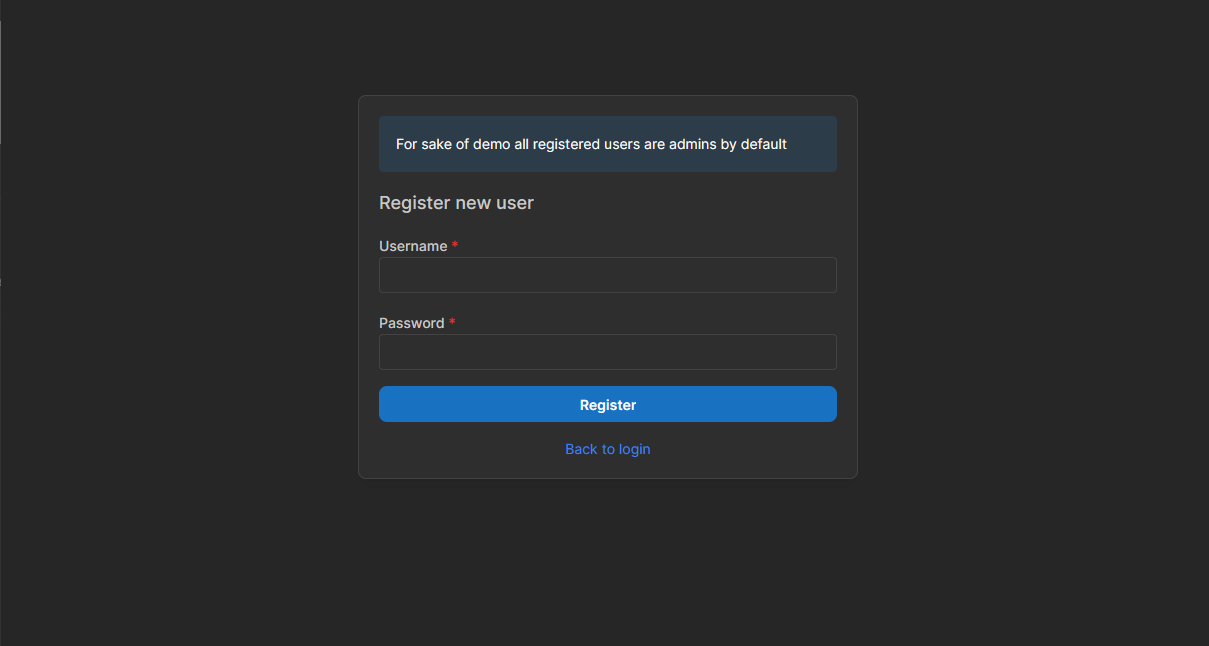 For sake of demo all registered users are admins by default
Register new user
Username *
Password *
Register
Back to login